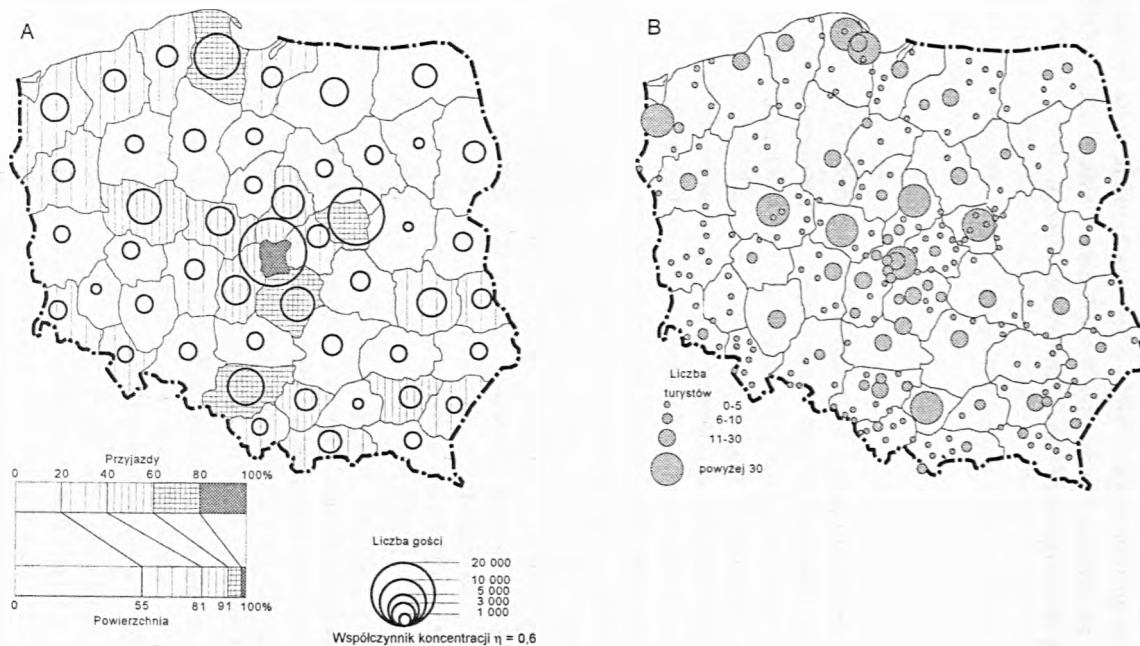 A
Przyjazdy
0 20 40 60 80 100%
0 55 81 91 100%
Powierzchnia
Liczba gości
20 000
10 000
5 000
3 000
1 000
Współczynnik koncentracji η = 0,6
B
Liczba
turystów
0-5
6-10
11-30
powyżej 30